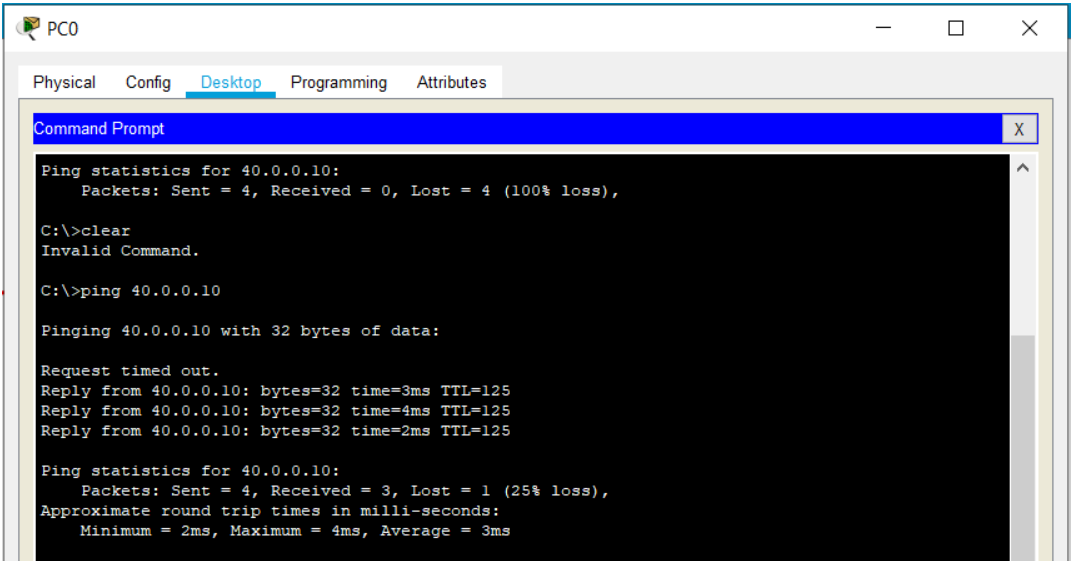 PC0
Physical Config Desktop Programming Attributes
Command Prompt
X
Ping statistics for 40.0.0.10:
    Packets: Sent = 4, Received = 0, Lost = 4 (100% loss),
C:\>clear
Invalid Command.
C:\>ping 40.0.0.10
Pinging 40.0.0.10 with 32 bytes of data:
Request timed out.
Reply from 40.0.0.10: bytes=32 time=3ms TTL=125
Reply from 40.0.0.10: bytes=32 time=4ms TTL=125
Reply from 40.0.0.10: bytes=32 time=2ms TTL=125
Ping statistics for 40.0.0.10:
    Packets: Sent = 4, Received = 3, Lost = 1 (25% loss),
Approximate round trip times in milli-seconds:
    Minimum = 2ms, Maximum = 4ms, Average = 3ms